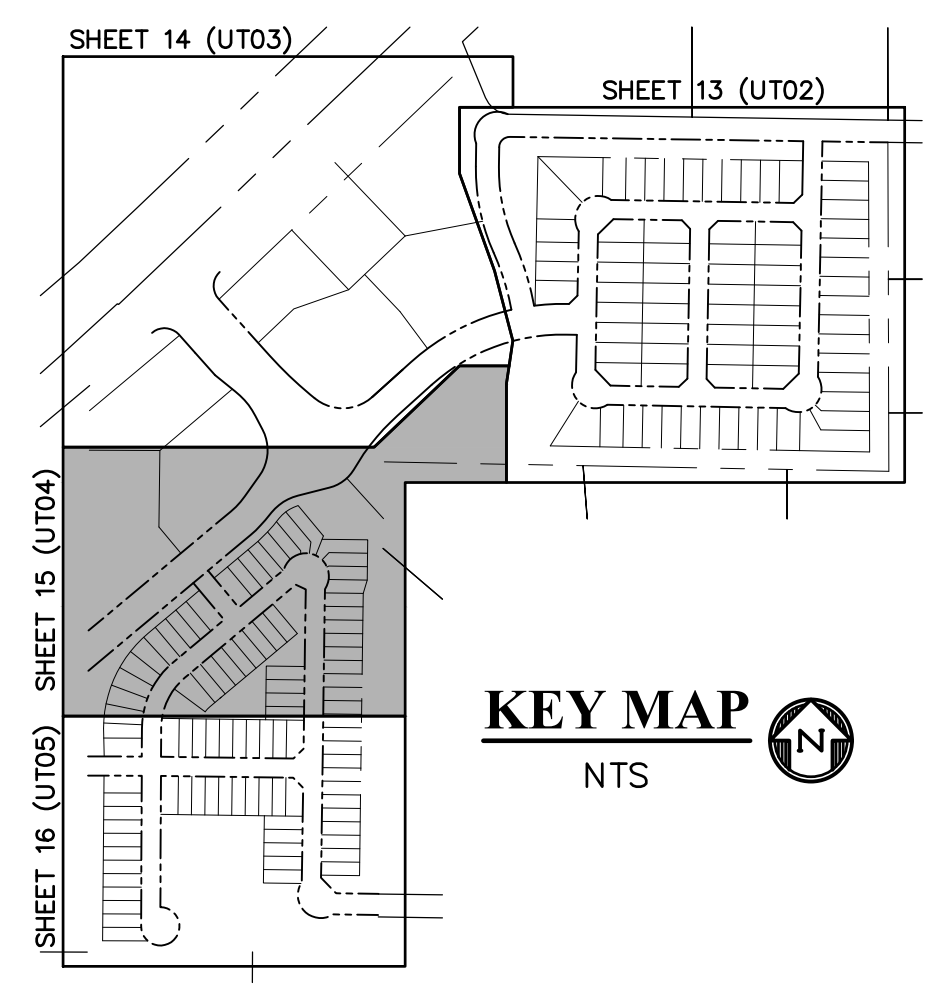 SHEET 14 (UT03)
SHEET 13 (UT02)
SHEET 15 (UT04)
SHEET 16 (UT05)
KEY MAP
NTS
N